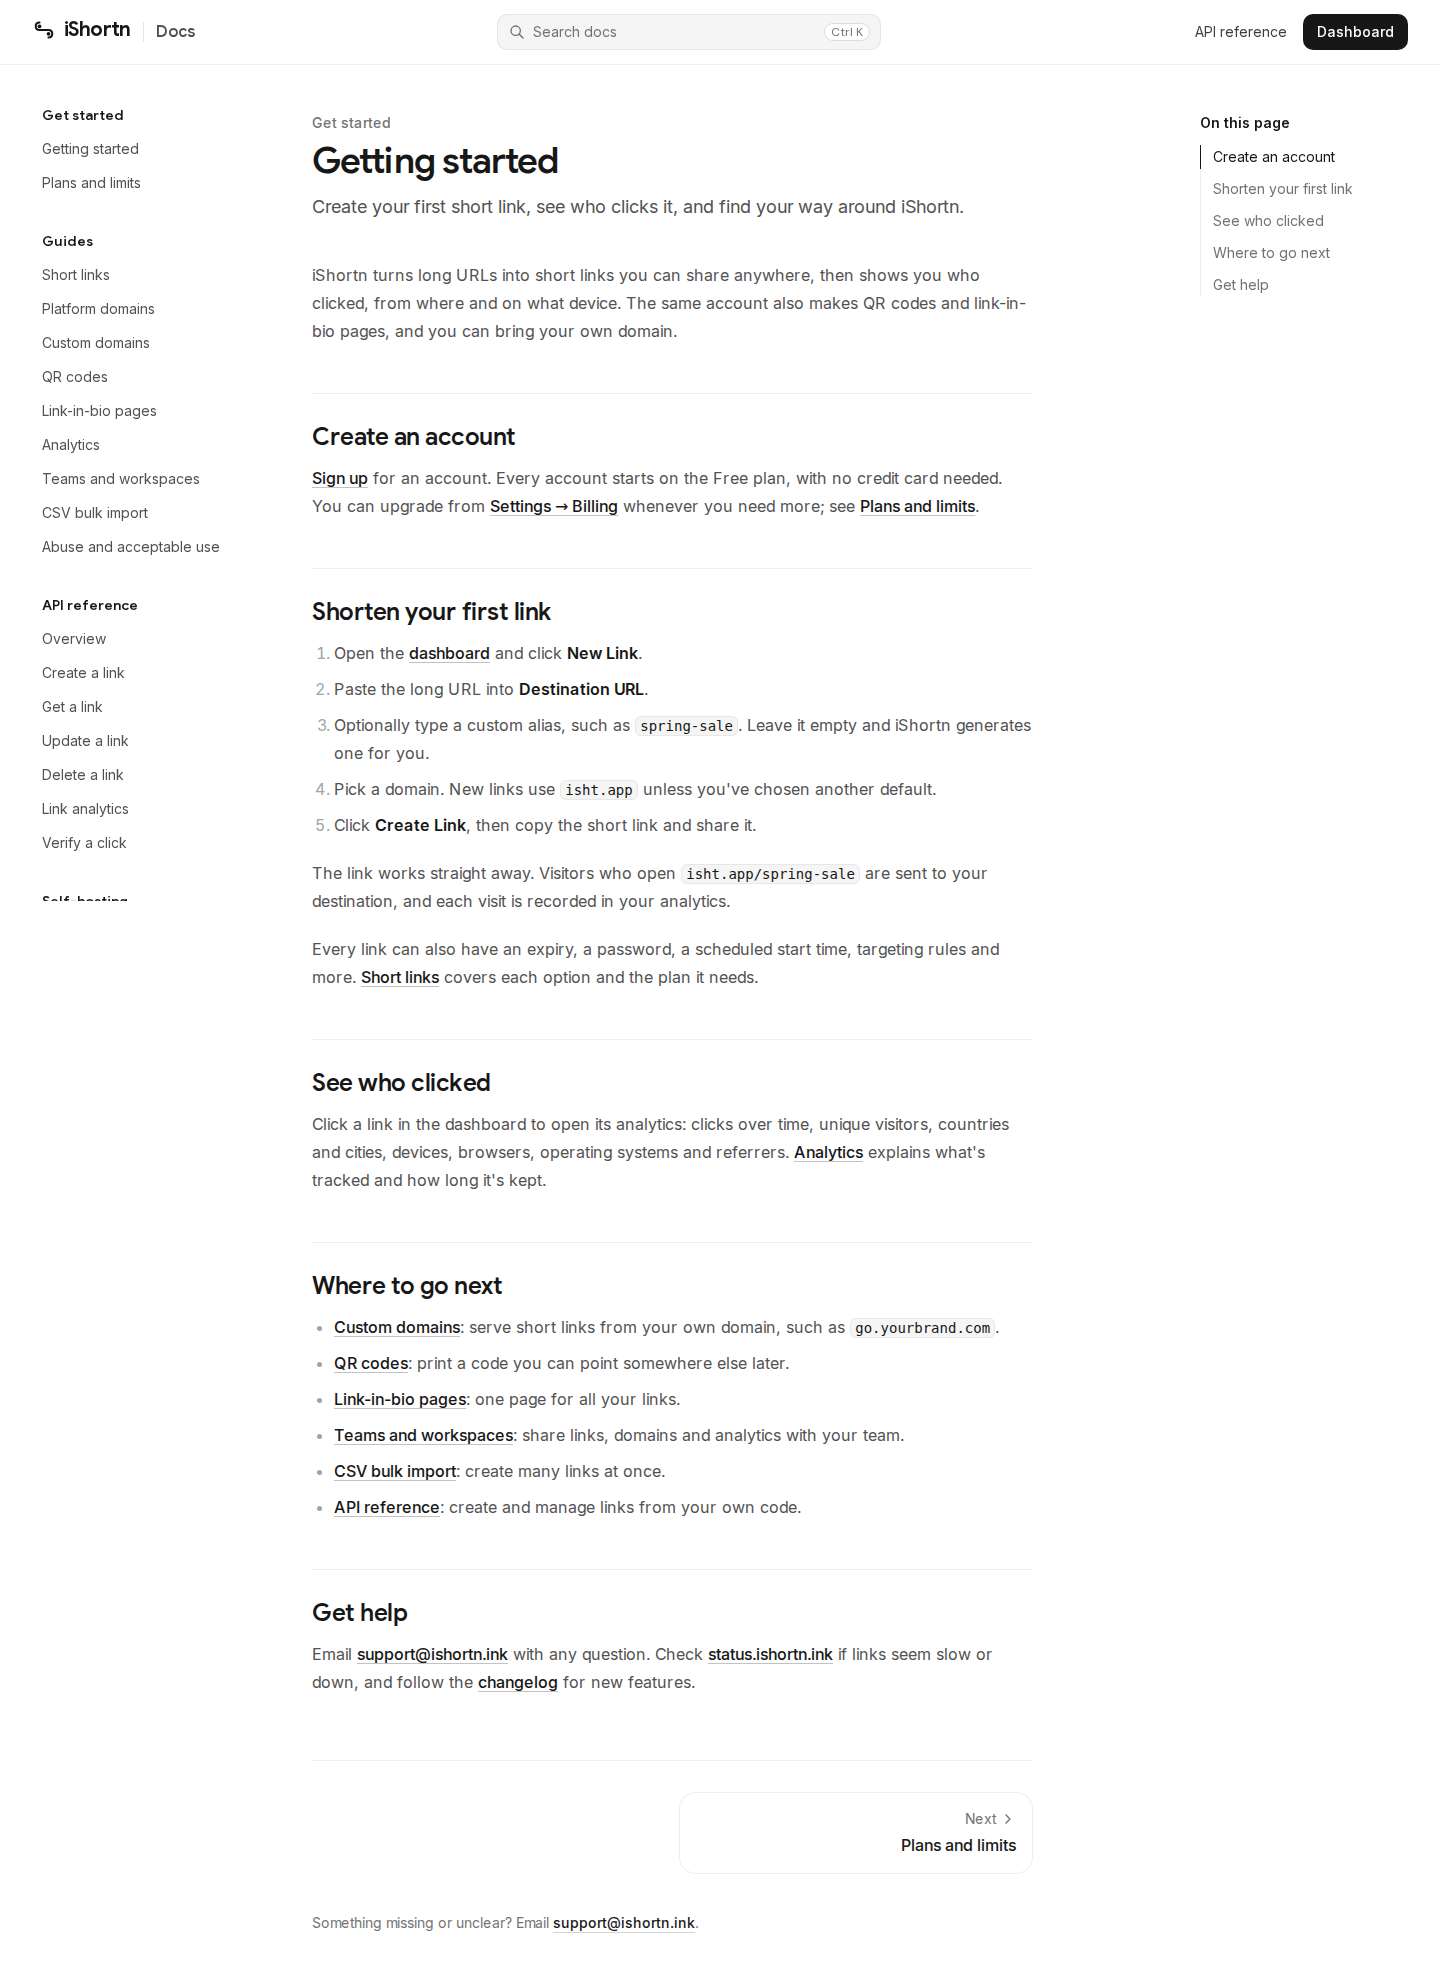 iShortn
Docs
Search docs
Ctrl K
API reference
Dashboard
Get started
Getting started
Plans and limits
Guides
Short links
Platform domains
Custom domains
QR codes
Link-in-bio pages
Analytics
Teams and workspaces
CSV bulk import
Abuse and acceptable use
API reference
Overview
Create a link
Get a link
Update a link
Delete a link
Link analytics
Verify a click
Self-hosting
Get started
Getting started
Create your first short link, see who clicks it, and find your way around iShortn.
iShortn turns long URLs into short links you can share anywhere, then shows you who
clicked, from where and on what device. The same account also makes QR codes and link-in-
bio pages, and you can bring your own domain.
Create an account
Sign up for an account. Every account starts on the Free plan, with no credit card needed.
You can upgrade from Settings → Billing whenever you need more; see Plans and limits.
Shorten your first link
1. Open the dashboard and click New Link.
2. Paste the long URL into Destination URL.
3. Optionally type a custom alias, such as spring-sale. Leave it empty and iShortn generates
one for you.
4. Pick a domain. New links use isht.app unless you've chosen another default.
5. Click Create Link, then copy the short link and share it.
The link works straight away. Visitors who open isht.app/spring-sale are sent to your
destination, and each visit is recorded in your analytics.
Every link can also have an expiry, a password, a scheduled start time, targeting rules and
more. Short links covers each option and the plan it needs.
See who clicked
Click a link in the dashboard to open its analytics: clicks over time, unique visitors, countries
and cities, devices, browsers, operating systems and referrers. Analytics explains what's
tracked and how long it's kept.
Where to go next
• Custom domains: serve short links from your own domain, such as go.yourbrand.com.
• QR codes: print a code you can point somewhere else later.
• Link-in-bio pages: one page for all your links.
• Teams and workspaces: share links, domains and analytics with your team.
• CSV bulk import: create many links at once.
• API reference: create and manage links from your own code.
Get help
Email support@ishortn.ink with any question. Check status.ishortn.ink if links seem slow or
down, and follow the changelog for new features.
Next
Plans and limits
Something missing or unclear? Email support@ishortn.ink.
On this page
Create an account
Shorten your first link
See who clicked
Where to go next
Get help